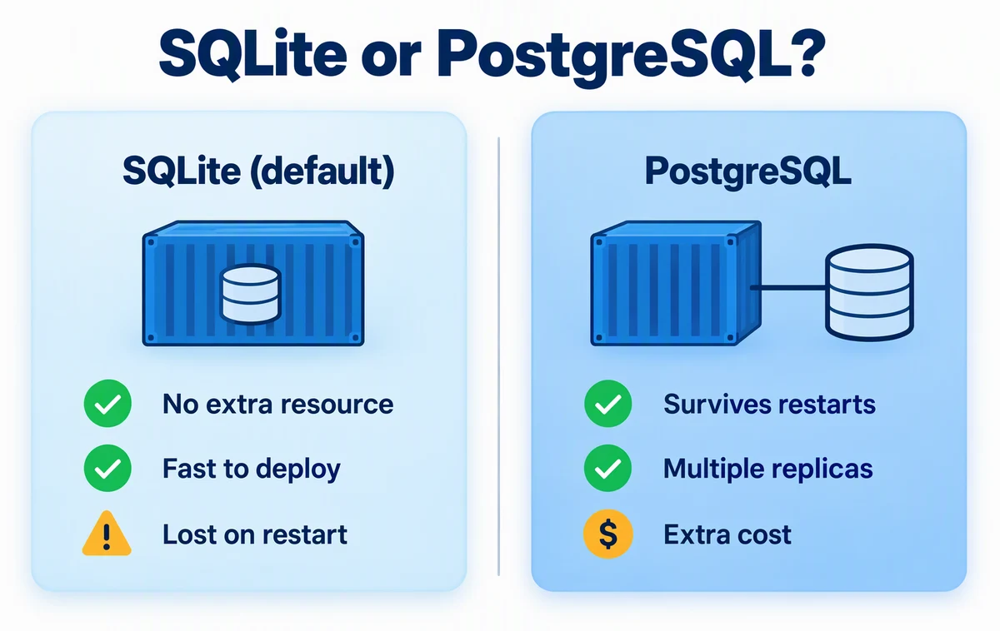 SQLite or PostgreSQL?
SQLite (default)
No extra resource
Fast to deploy
Lost on restart
PostgreSQL
Survives restarts
Multiple replicas
$
Extra cost